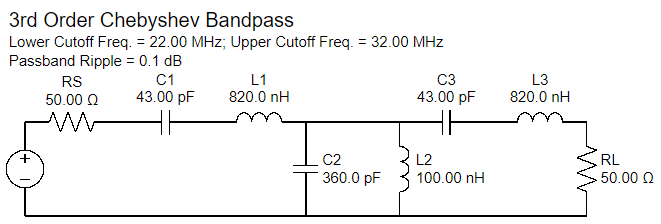 3rd Order Chebyshev Bandpass
Lower Cutoff Freq. = 22.00 MHz; Upper Cutoff Freq. = 32.00 MHz
Passband Ripple = 0.1 dB
RS
50.00 Ω
C1
43.00 pF
L1
820.0 nH
C3
43.00 pF
L3
820.0 nH
C2
360.0 pF
L2
100.00 nH
RL
50.00 Ω